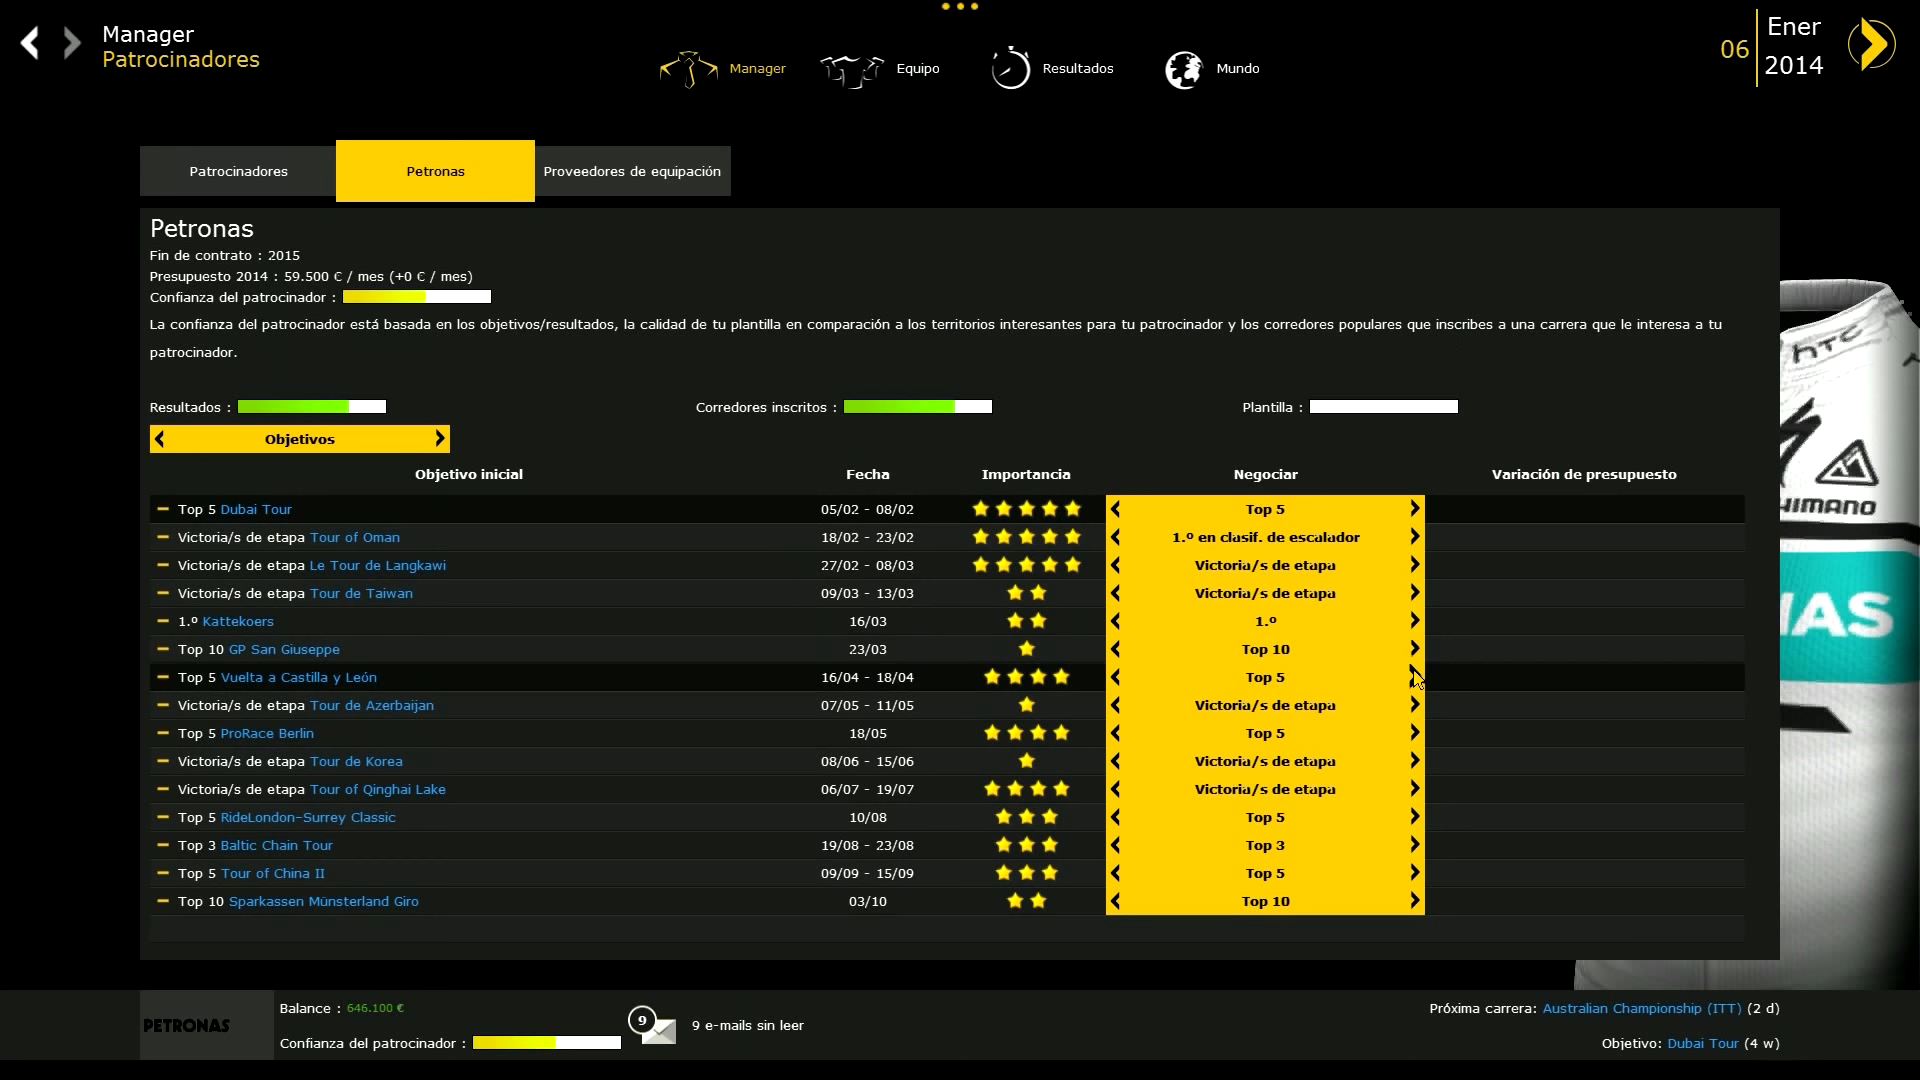 Manager
Patrocinadores
Manager
Equipo
Resultados
Mundo
06
Ener
2014
Patrocinadores
Petronas
Proveedores de equipación
Petronas
Fin de contrato : 2015
Presupuesto 2014 : 59.500 € / mes (+0 € / mes)
Confianza del patrocinador :
La confianza del patrocinador está basada en los objetivos/resultados, la calidad de tu plantilla en comparación a los territorios interesantes para tu patrocinador y los corredores populares que inscribes a una carrera que le interesa a tu
patrocinador.
Resultados :
Corredores inscritos :
Plantilla :
Objetivos
Objetivo inicial Fecha Importancia Negociar Variación de presupuesto
Top 5 Dubai Tour 05/02 - 08/02 Top 5
Victoria/s de etapa Tour of Oman 18/02 - 23/02 1.º en clasif. de escalador
Victoria/s de etapa Le Tour de Langkawi 27/02 - 08/03 Victoria/s de etapa
Victoria/s de etapa Tour de Taiwan 09/03 - 13/03 Victoria/s de etapa
1.º Kattekoers 16/03 1.º
Top 10 GP San Giuseppe 23/03 Top 10
Top 5 Vuelta a Castilla y León 16/04 - 18/04 Top 5
Victoria/s de etapa Tour de Azerbaijan 07/05 - 11/05 Victoria/s de etapa
Top 5 ProRace Berlin 18/05 Top 5
Victoria/s de etapa Tour de Korea 08/06 - 15/06 Victoria/s de etapa
Victoria/s de etapa Tour of Qinghai Lake 06/07 - 19/07 Victoria/s de etapa
Top 5 RideLondon-Surrey Classic 10/08 Top 5
Top 3 Baltic Chain Tour 19/08 - 23/08 Top 3
Top 5 Tour of China II 09/09 - 15/09 Top 5
Top 10 Sparkassen Münsterland Giro 03/10 Top 10
hTC
HIMANO
NAS
PETRONAS
Balance : 646.100 €
Confianza del patrocinador :
9
9 e-mails sin leer
Próxima carrera: Australian Championship (ITT) (2 d)
Objetivo: Dubai Tour (4 w)